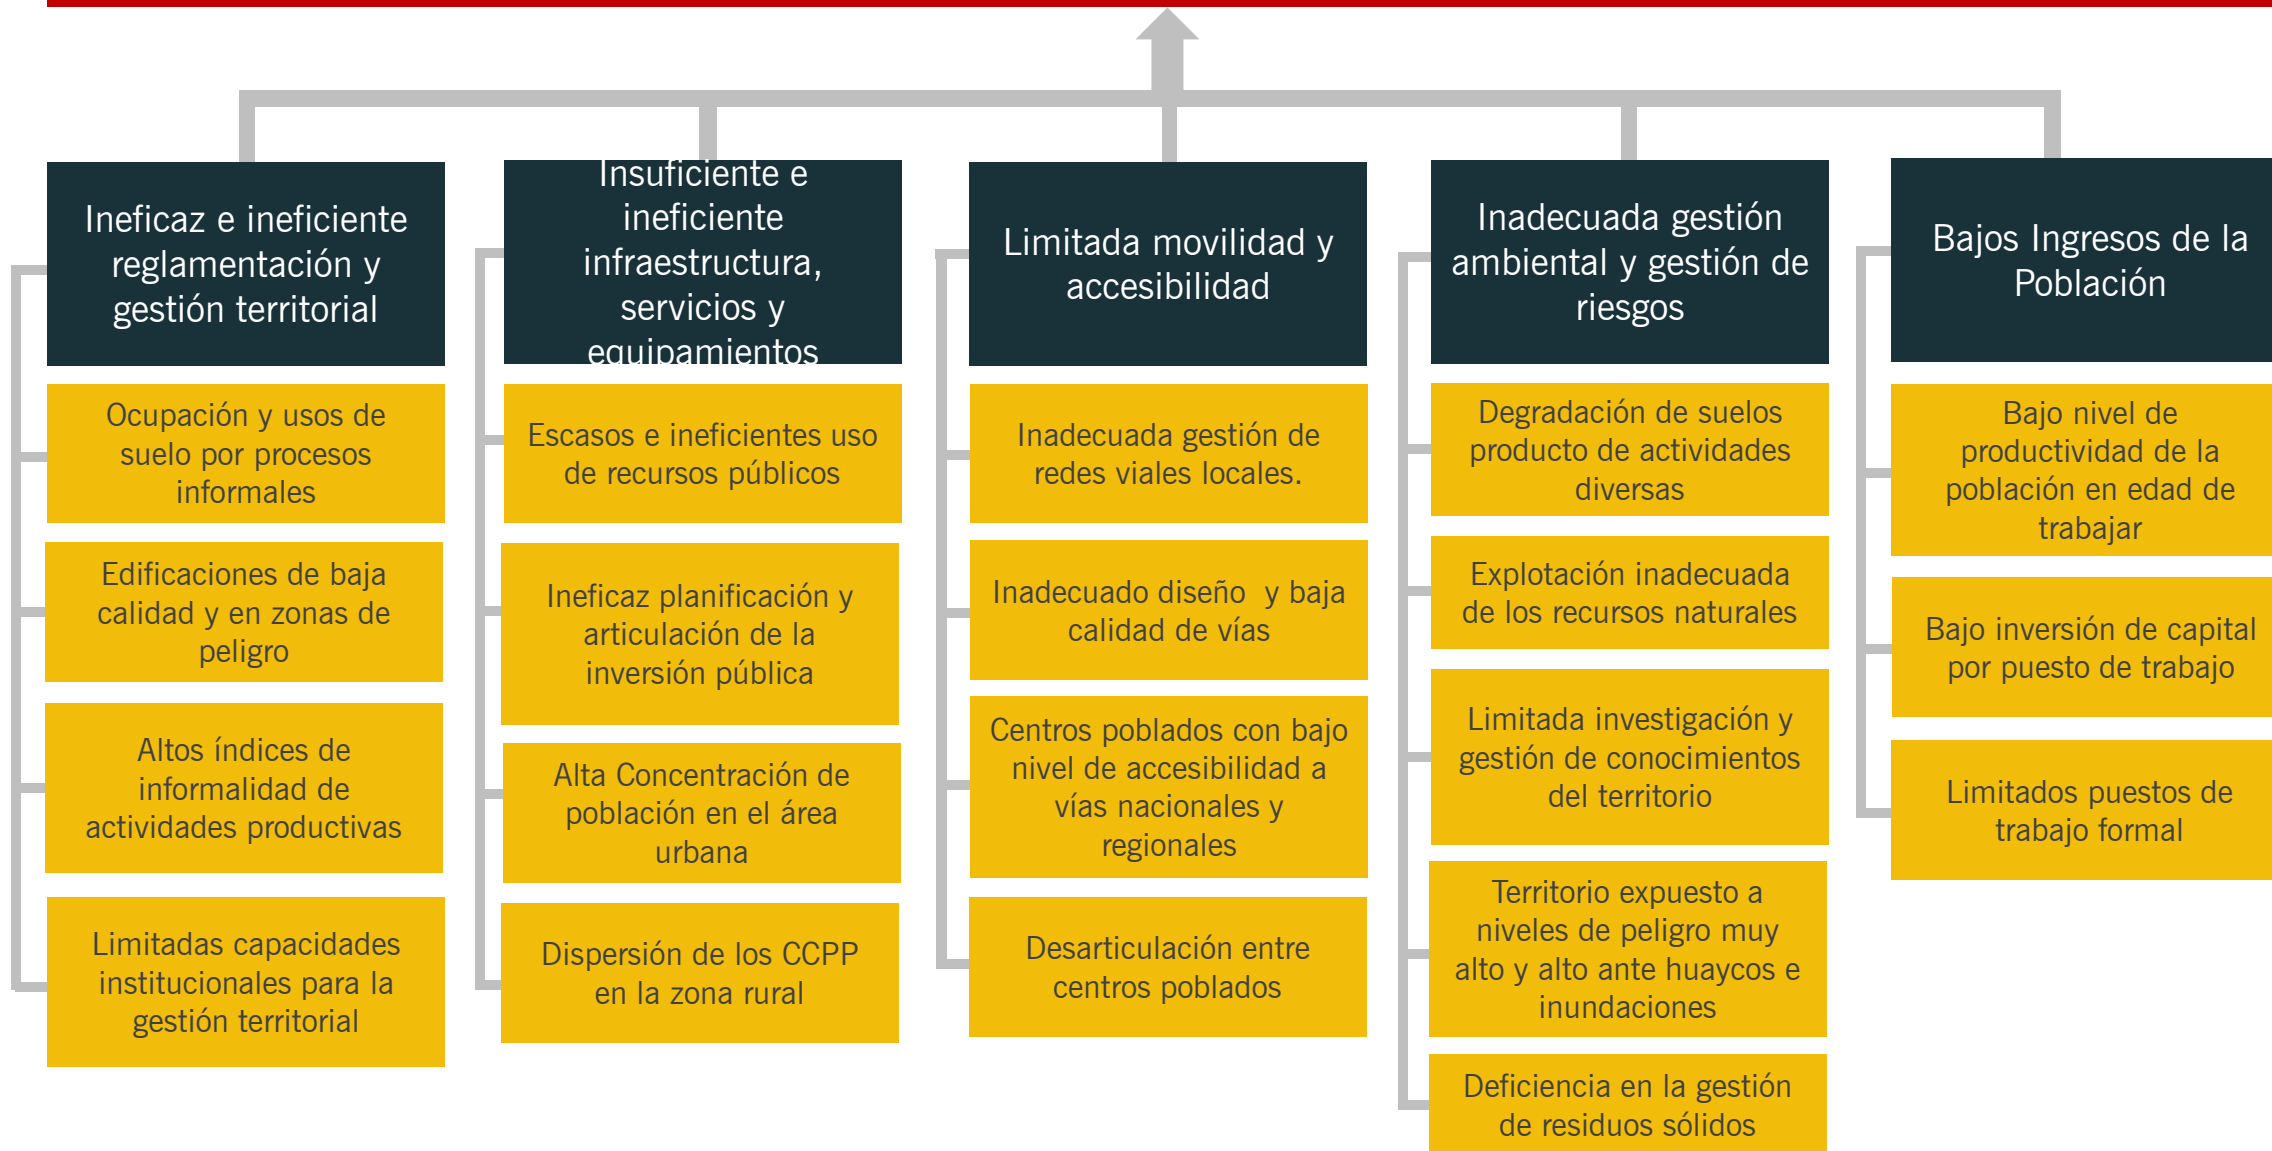 Ineficaz e ineficiente
reglamentación y
gestión territorial
Ocupación y usos de
suelo por procesos
informales
Edificaciones de baja
calidad y en zonas de
peligro
Altos índices de
informalidad de
actividades productivas
Limitadas capacidades
institucionales para la
gestión territorial
Insuficiente e
ineficiente
infraestructura,
servicios y
equipamientos
Escasos e ineficientes uso
de recursos públicos
Ineficaz planificación y
articulación de la
inversión pública
Alta Concentración de
población en el área
urbana
Dispersión de los CCPP
en la zona rural
Limitada movilidad y
accesibilidad
Inadecuada gestión de
redes viales locales.
Inadecuado diseño  y baja
calidad de vías
Centros poblados con bajo
nivel de accesibilidad a
vías nacionales y
regionales
Desarticulación entre
centros poblados
Inadecuada gestión
ambiental y gestión de
riesgos
Degradación de suelos
producto de actividades
diversas
Explotación inadecuada
de los recursos naturales
Limitada investigación y
gestión de conocimientos
del territorio
Territorio expuesto a
niveles de peligro muy
alto y alto ante huaycos e
inundaciones
Deficiencia en la gestión
de residuos sólidos
Bajos Ingresos de la
Población
Bajo nivel de
productividad de la
población en edad de
trabajar
Bajo inversión de capital
por puesto de trabajo
Limitados puestos de
trabajo formal